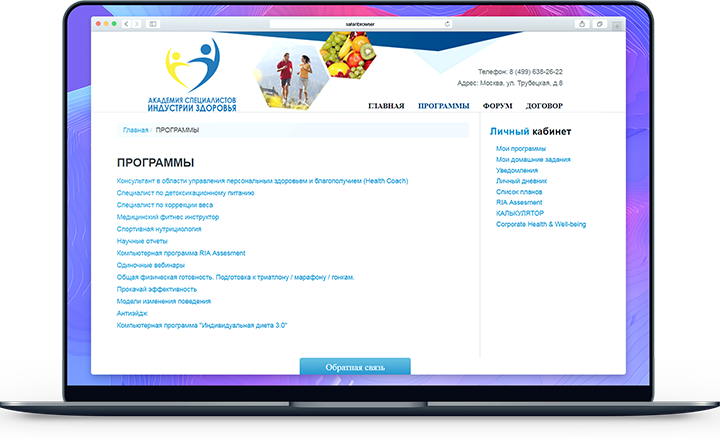 safaribrowser
АКАДЕМИЯ СПЕЦИАЛИСТОВ
ИНДУСТРИИ ЗДОРОВЬЯ
Телефон: 8 (499) 638-26-22
Адрес: Москва, ул. Трубецкая, д.8
ГЛАВНАЯ ПРОГРАММЫ ФОРУМ ДОГОВОР
Главная / ПРОГРАММЫ
ПРОГРАММЫ
Консультант в области управления персональным здоровьем и благополучием (Health Coach)
Специалист по детоксикационному питанию
Специалист по коррекции веса
Медицинский фитнес инструктор
Спортивная нутрициология
Научные отчеты
Компьютерная программа RIA Assesment
Одиночные вебинары
Общая физическая готовность. Подготовка к триатлону / марафону / гонкам.
Прокачай эффективность
Модели изменения поведения
Антиэйдж
Компьютерная программа "Индивидуальная диета 3.0"
Личный кабинет
Мои программы
Мои домашние задания
Уведомления
Личный дневник
Список планов
RIA Assesment
КАЛЬКУЛЯТОР
Corporate Health & Well-being
Обратная связь